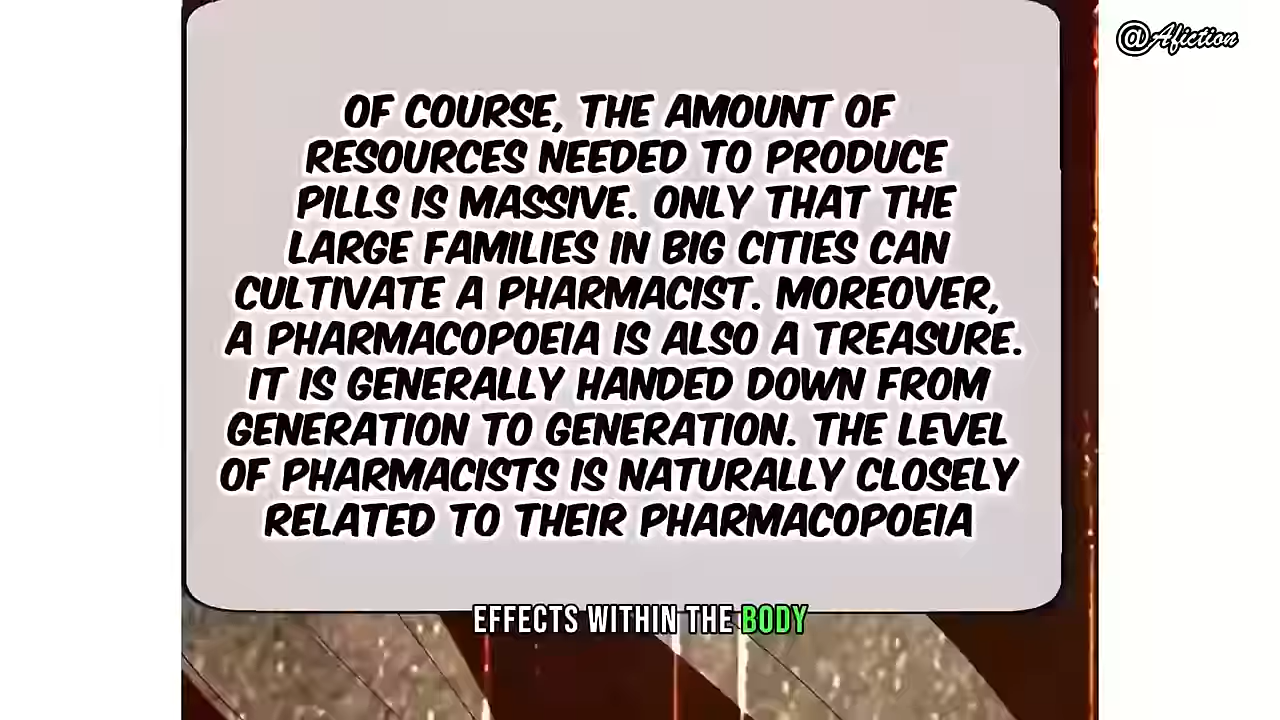 @Afiction
OF COURSE, THE AMOUNT OF
RESOURCES NEEDED TO PRODUCE
PILLS IS MASSIVE. ONLY THAT THE
LARGE FAMILIES IN BIG CITIES CAN
CULTIVATE A PHARMACIST. MOREOVER,
A PHARMACOPOEIA IS ALSO A TREASURE.
IT IS GENERALLY HANDED DOWN FROM
GENERATION TO GENERATION. THE LEVEL
OF PHARMACISTS IS NATURALLY CLOSELY
RELATED TO THEIR PHARMACOPOEIA
EFFECTS WITHIN THE BODY